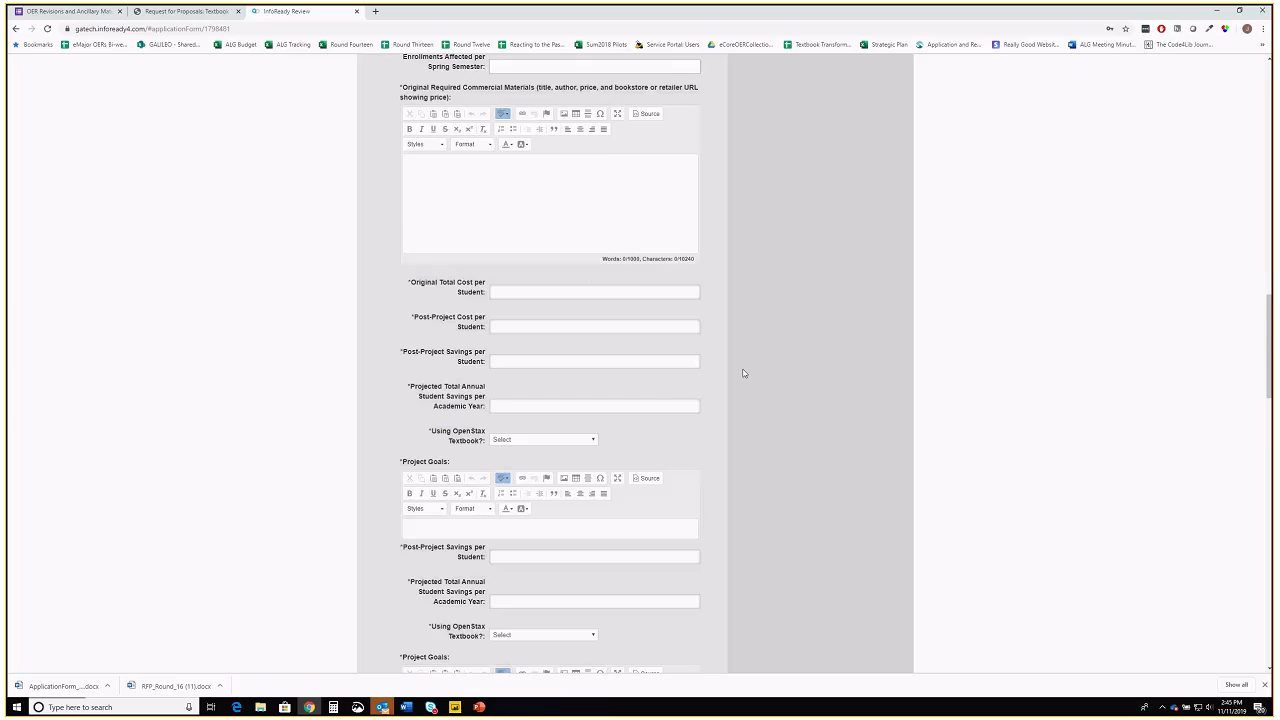 OER Revisions and Ancillary Mat
Request for Proposals: Textbook
InfoReady Review
gatech.infoready4.com/#applicationForm/1798481
Bookmarks
eMajor OERs Bi-we...
GALILEO - Shared...
ALG Budget
ALG Tracking
Round Fourteen
Round Thirteen
Round Twelve
Reacting to the Pas...
Sum2018 Pilots
Service Portal: Users
eCoreOERCollectio...
Textbook Transform...
Strategic Plan
Application and Re...
Really Good Websit...
ALG Meeting Minut...
The Code4Lib Journ...
Enrollments Affected per
Spring Semester:
*Original Required Commercial Materials (title, author, price, and bookstore or retailer URL
showing price):
Source
Styles
Format
Words: 0/1000, Characters: 0/10240
*Original Total Cost per
Student:
*Post-Project Cost per
Student:
*Post-Project Savings per
Student:
*Projected Total Annual
Student Savings per
Academic Year:
*Using OpenStax
Textbook?:
Select
*Project Goals:
Source
Styles
Format
*Post-Project Savings per
Student:
*Projected Total Annual
Student Savings per
Academic Year:
*Using OpenStax
Textbook?:
Select
*Project Goals:
Source
ApplicationForm_....docx
RFP_Round_16 (11).docx
Show all
Type here to search
2:45 PM
11/11/2019